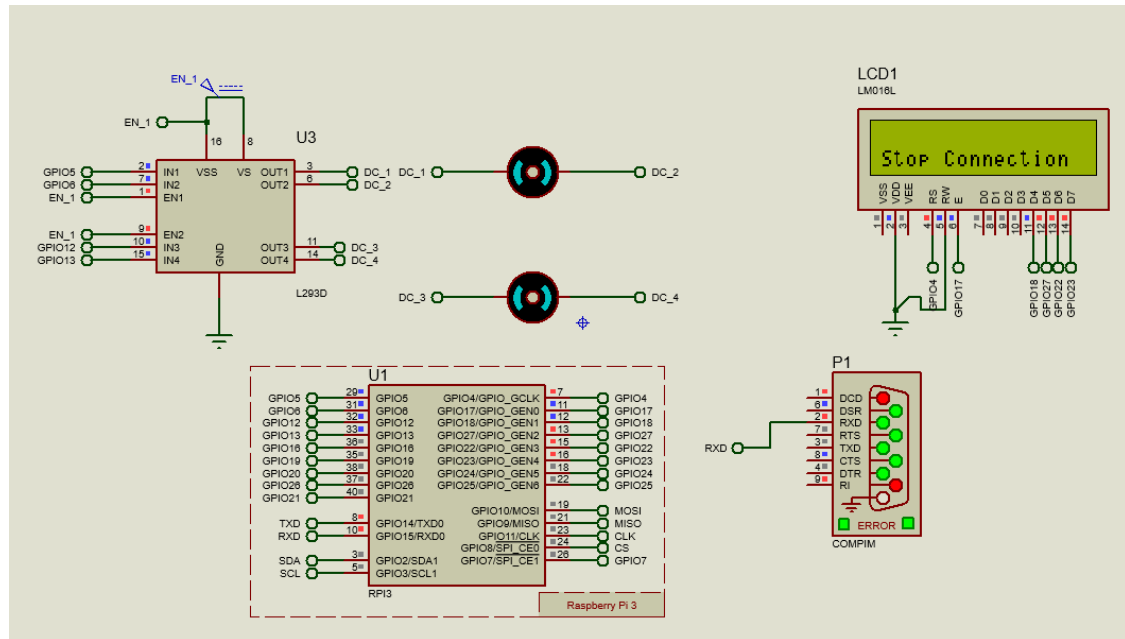 EN_1
EN_1
16 8
U3
GPIO5 2 IN1 VSS VS OUT1 3 DC_1
GPIO6 7 IN2 OUT2 6 DC_2
EN_1 1 EN1
EN_1 9 EN2
GPIO12 10 IN3 OUT3 11 DC_3
GPIO13 15 IN4 GND OUT4 14 DC_4
L293D
DC_1 DC_2
DC_3 DC_4
LCD1
LM016L
Stop Connection
VSS VDD VEE RS RW E D0 D1 D2 D3 D4 D5 D6 D7
1 2 3 4 5 6 7 8 9 10 11 12 13 14
GPIO4 GPIO17 GPIO18 GPIO27 GPIO22 GPIO23
U1
GPIO5 29 GPIO5 GPIO4/GPIO_GCLK 7 GPIO4
GPIO6 31 GPIO6 GPIO17/GPIO_GEN0 11 GPIO17
GPIO12 32 GPIO12 GPIO18/GPIO_GEN1 12 GPIO18
GPIO13 33 GPIO13 GPIO27/GPIO_GEN2 13 GPIO27
GPIO16 36 GPIO16 GPIO22/GPIO_GEN3 15 GPIO22
GPIO19 35 GPIO19 GPIO23/GPIO_GEN4 16 GPIO23
GPIO20 38 GPIO20 GPIO24/GPIO_GEN5 18 GPIO24
GPIO26 37 GPIO26 GPIO25/GPIO_GEN6 22 GPIO25
GPIO21 40 GPIO21
GPIO10/MOSI 19 MOSI
TXD 8 GPIO14/TXD0 GPIO9/MISO 21 MISO
RXD 10 GPIO15/RXD0 GPIO11/CLK 23 CLK
GPIO8/SPI_CE0 24 CS
SDA 3 GPIO2/SDA1 GPIO7/SPI_CE1 26 GPIO7
SCL 5 GPIO3/SCL1
RPI3
Raspberry Pi 3
P1
1 DCD
6 DSR
RXD 2 RXD
7 RTS
3 TXD
8 CTS
4 DTR
9 RI
ERROR
COMPIM